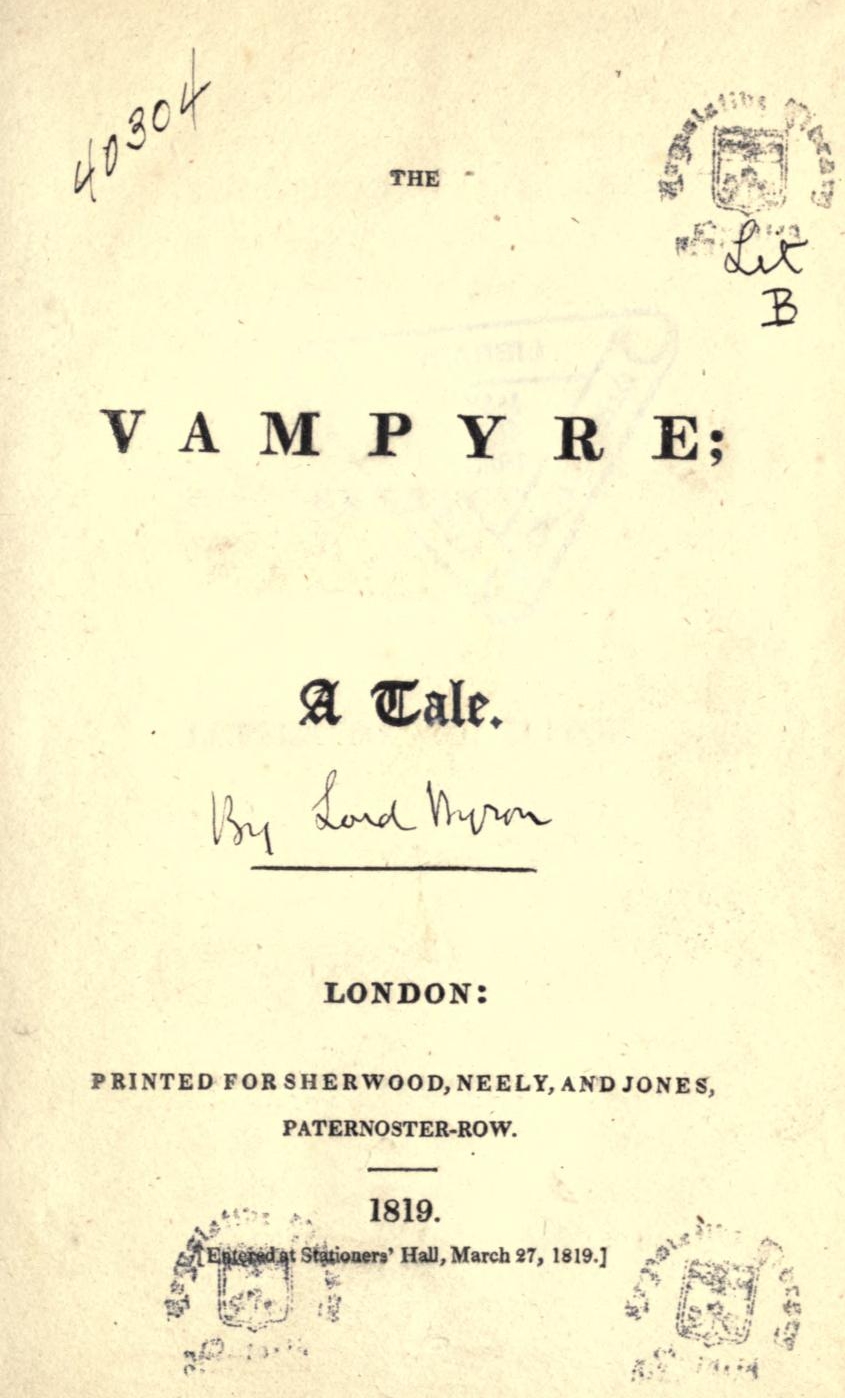 40304
THE
Lit
B
VAMPYRE;
A Tale.
By Lord Byron
LONDON:
PRINTED FOR SHERWOOD, NEELY, AND JONES,
PATERNOSTER-ROW.
1819.
[Entered at Stationers' Hall, March 27, 1819.]